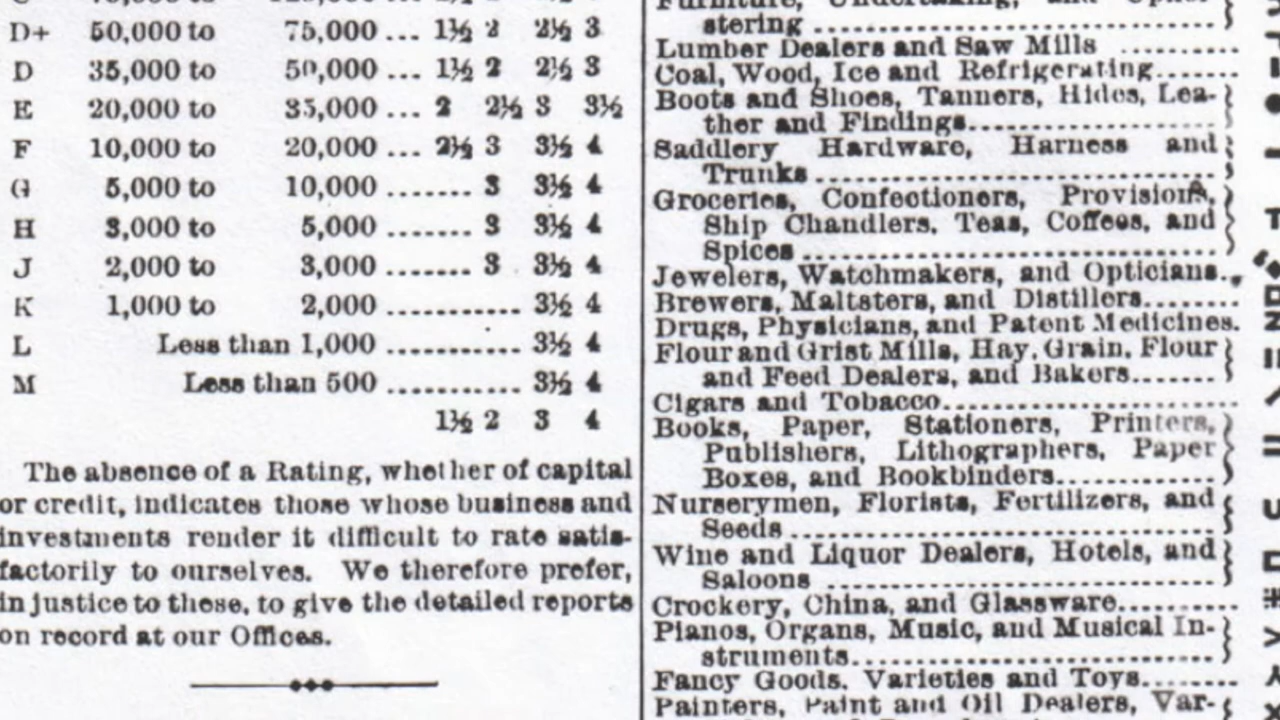 D+ 50,000 to 75,000 ... 1½ 2 2½ 3
D 35,000 to 50,000 ... 1½ 2 2½ 3
E 20,000 to 35,000 ... 2 2½ 3 3½
F 10,000 to 20,000 ... 2½ 3 3½ 4
G 5,000 to 10,000 ....... 3 3½ 4
H 3,000 to 5,000 ....... 3 3½ 4
J 2,000 to 3,000 ....... 3 3½ 4
K 1,000 to 2,000 ........... 3½ 4
L Less than 1,000 ........... 3½ 4
M Less than 500 ........... 3½ 4
1½ 2 3 4
The absence of a Rating, whether of capital
or credit, indicates those whose business and
investments render it difficult to rate satis-
factorily to ourselves. We therefore prefer,
in justice to these, to give the detailed reports
on record at our Offices.
Furniture, Undertaking, and Uphol-
stering
Lumber Dealers and Saw Mills
Coal, Wood, Ice and Refrigerating
Boots and Shoes, Tanners, Hides, Lea-
ther and Findings
Saddlery Hardware, Harness and
Trunks
Groceries, Confectioners, Provisions,
Ship Chandlers, Teas, Coffees, and
Spices
Jewelers, Watchmakers, and Opticians
Brewers, Maltsters, and Distillers
Drugs, Physicians, and Patent Medicines.
Flour and Grist Mills, Hay, Grain, Flour
and Feed Dealers, and Bakers
Cigars and Tobacco
Books, Paper, Stationers, Printers,
Publishers, Lithographers, Paper
Boxes, and Bookbinders
Nurserymen, Florists, Fertilizers, and
Seeds
Wine and Liquor Dealers, Hotels, and
Saloons
Crockery, China, and Glassware
Pianos, Organs, Music, and Musical In-
struments
Fancy Goods, Varieties and Toys
Painters, Paint and Oil Dealers, Var-